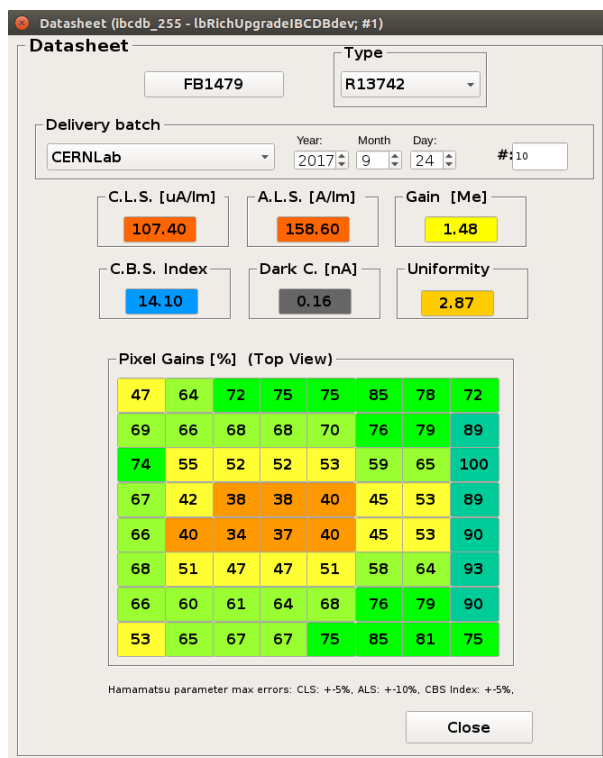 Datasheet (ibcdb_255 - lbRichUpgradeIBCDBdev; #1)
Datasheet
Type
FB1479
R13742
Delivery batch
Year: Month Day:
CERNLab 2017 9 24 #: 10
C.L.S. [uA/lm] A.L.S. [A/lm] Gain [Me]
107.40 158.60 1.48
C.B.S. Index Dark C. [nA] Uniformity
14.10 0.16 2.87
Pixel Gains [%] (Top View)
47 64 72 75 75 85 78 72
69 66 68 68 70 76 79 89
74 55 52 52 53 59 65 100
67 42 38 38 40 45 53 89
66 40 34 37 40 45 53 90
68 51 47 47 51 58 64 93
66 60 61 64 68 76 79 90
53 65 67 67 75 85 81 75
Hamamatsu parameter max errors: CLS: +-5%, ALS: +-10%, CBS Index: +-5%,
Close